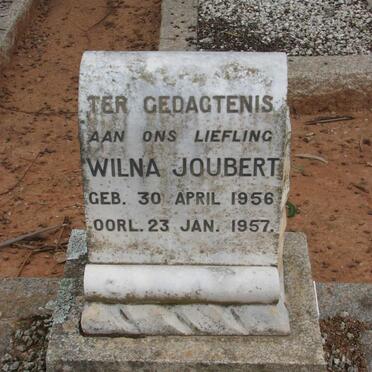 TER GEDAGTENIS
AAN ONS LIEFLING
WILNA JOUBERT
GEB. 30 APRIL 1956
OORL. 23 JAN. 1957.